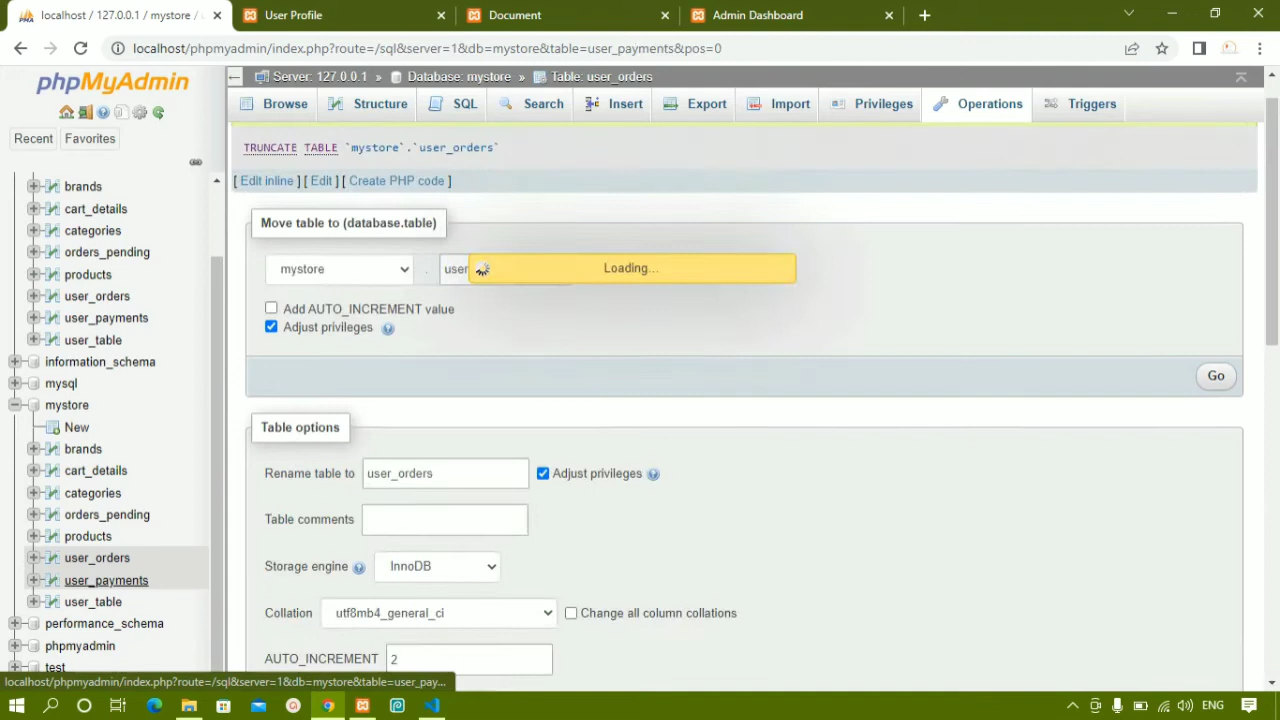 localhost / 127.0.0.1 / mystore / u
User Profile
Document
Admin Dashboard
localhost/phpmyadmin/index.php?route=/sql&server=1&db=mystore&table=user_payments&pos=0
phpMyAdmin
Recent
Favorites
brands
cart_details
categories
orders_pending
products
user_orders
user_payments
user_table
information_schema
mysql
mystore
New
brands
cart_details
categories
orders_pending
products
user_orders
user_payments
user_table
performance_schema
phpmyadmin
test
Server: 127.0.0.1 » Database: mystore » Table: user_orders
Browse
Structure
SQL
Search
Insert
Export
Import
Privileges
Operations
Triggers
TRUNCATE TABLE `mystore`.`user_orders`
[ Edit inline ] [ Edit ] [ Create PHP code ]
Move table to (database.table)
mystore . user
Loading...
Add AUTO_INCREMENT value
Adjust privileges
Go
Table options
Rename table to user_orders Adjust privileges
Table comments
Storage engine InnoDB
Collation utf8mb4_general_ci Change all column collations
AUTO_INCREMENT 2
localhost/phpmyadmin/index.php?route=/sql&server=1&db=mystore&table=user_pay...
ENG